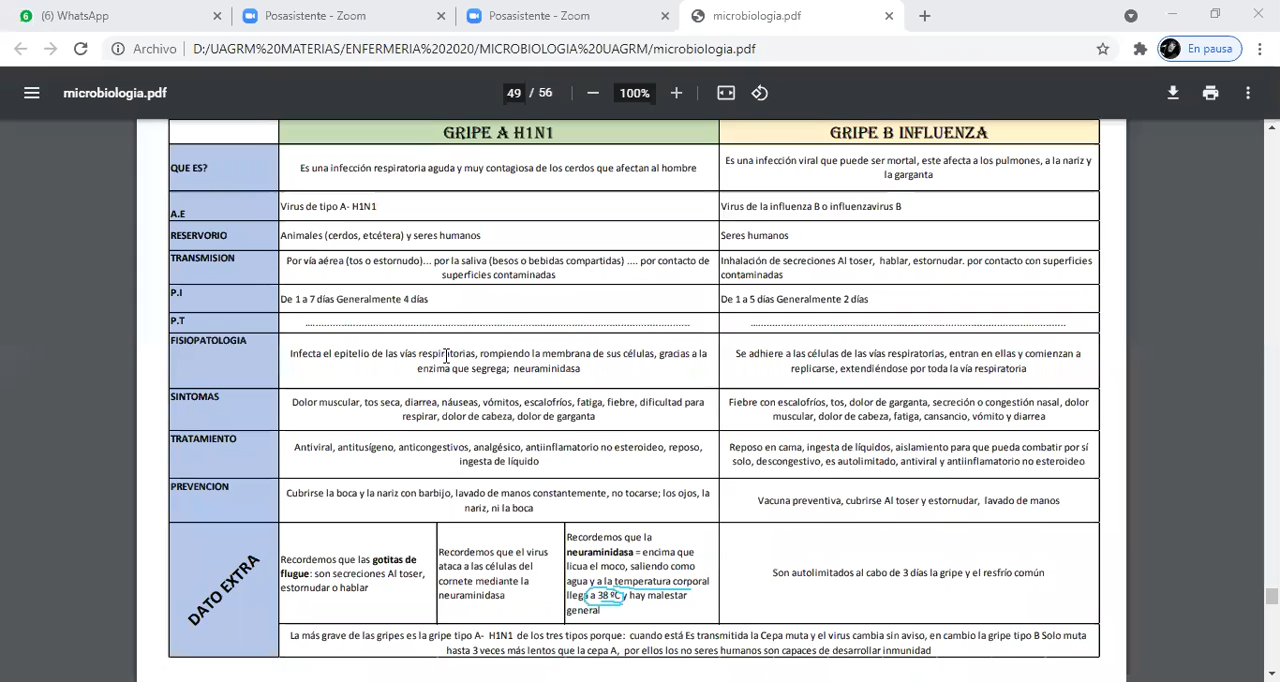 (6) WhatsApp
Posasistente - Zoom
Posasistente - Zoom
microbiologia.pdf
Archivo
D:/UAGRM%20MATERIAS/ENFERMERIA%202020/MICROBIOLOGIA%20UAGRM/microbiologia.pdf
En pausa
microbiologia.pdf
49 / 56
100%
GRIPE A H1N1
GRIPE B INFLUENZA
QUE ES?
Es una infección respiratoria aguda y muy contagiosa de los cerdos que afectan al hombre
Es una infección viral que puede ser mortal, este afecta a los pulmones, a la nariz y
la garganta
A.E
Virus de tipo A- H1N1
Virus de la influenza B o influenzavirus B
RESERVORIO
Animales (cerdos, etcétera) y seres humanos
Seres humanos
TRANSMISION
Por vía aérea (tos o estornudo)... por la saliva (besos o bebidas compartidas) .... por contacto de
superficies contaminadas
Inhalación de secreciones Al toser, hablar, estornudar. por contacto con superficies
contaminadas
P.I
De 1 a 7 días Generalmente 4 días
De 1 a 5 días Generalmente 2 días
P.T
FISIOPATOLOGIA
Infecta el epitelio de las vías respiratorias, rompiendo la membrana de sus células, gracias a la
enzima que segrega; neuraminidasa
Se adhiere a las células de las vías respiratorias, entran en ellas y comienzan a
replicarse, extendiéndose por toda la vía respiratoria
SINTOMAS
Dolor muscular, tos seca, diarrea, náuseas, vómitos, escalofríos, fatiga, fiebre, dificultad para
respirar, dolor de cabeza, dolor de garganta
Fiebre con escalofríos, tos, dolor de garganta, secreción o congestión nasal, dolor
muscular, dolor de cabeza, fatiga, cansancio, vómito y diarrea
TRATAMIENTO
Antiviral, antitusígeno, anticongestivos, analgésico, antiinflamatorio no esteroideo, reposo,
ingesta de líquido
Reposo en cama, ingesta de líquidos, aislamiento para que pueda combatir por sí
solo, descongestivo, es autolimitado, antiviral y antiinflamatorio no esteroideo
PREVENCION
Cubrirse la boca y la nariz con barbijo, lavado de manos constantemente, no tocarse; los ojos, la
nariz, ni la boca
Vacuna preventiva, cubrirse Al toser y estornudar, lavado de manos
DATO EXTRA
Recordemos que las gotitas de
flugue: son secreciones Al toser,
estornudar o hablar
Recordemos que el virus
ataca a las células del
cornete mediante la
neuraminidasa
Recordemos que la
neuraminidasa = encima que
licua el moco, saliendo como
agua y a la temperatura corporal
llega a 38 ºC y hay malestar
general
Son autolimitados al cabo de 3 días la gripe y el resfrío común
La más grave de las gripes es la gripe tipo A- H1N1 de los tres tipos porque: cuando está Es transmitida la Cepa muta y el virus cambia sin aviso, en cambio la gripe tipo B Solo muta
hasta 3 veces más lentos que la cepa A, por ellos los no seres humanos son capaces de desarrollar inmunidad